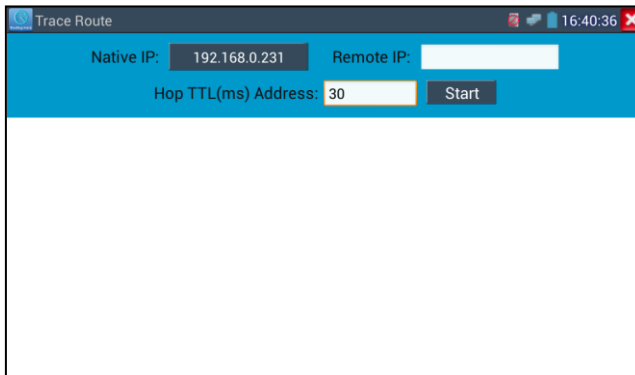 Trace Route 16:40:36
Native IP: 192.168.0.231 Remote IP:
Hop TTL(ms) Address: 30 Start